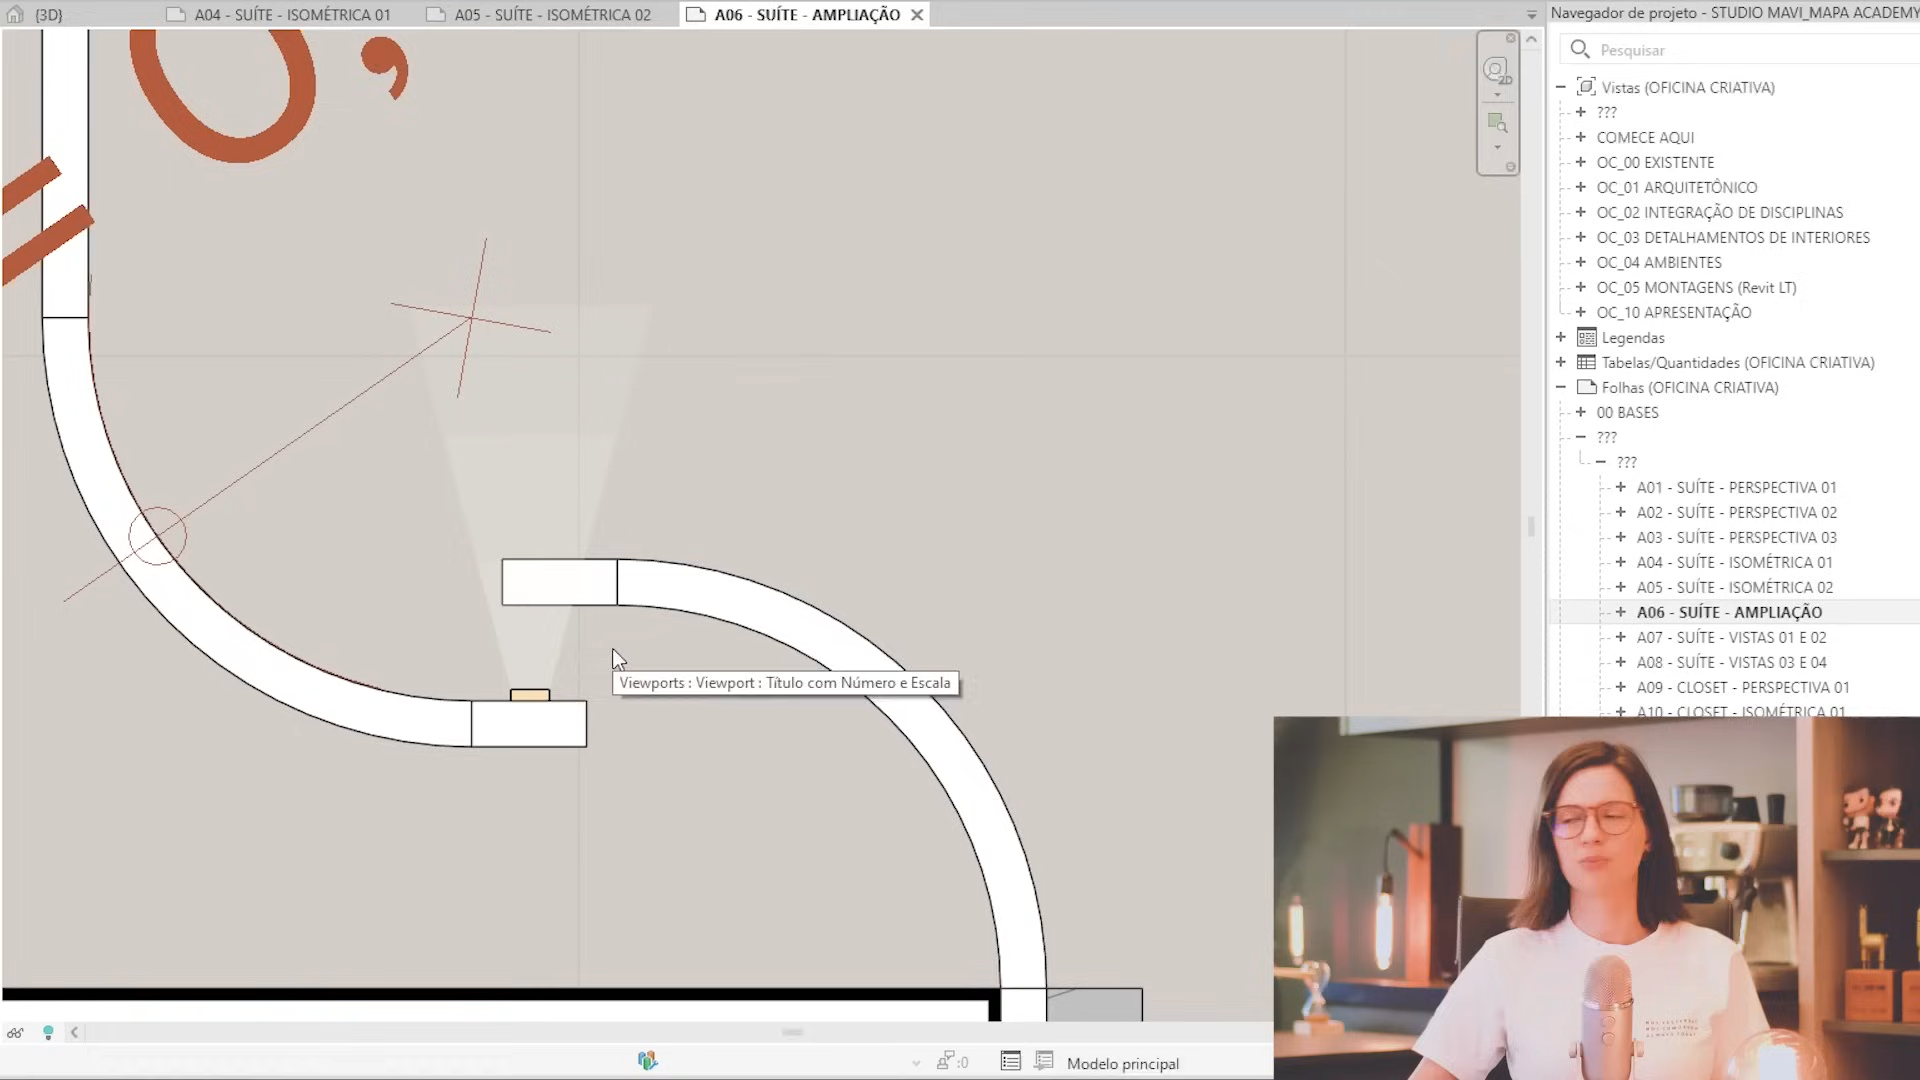 {3D}
A04 - SUÍTE - ISOMÉTRICA 01
A05 - SUÍTE - ISOMÉTRICA 02
A06 - SUÍTE - AMPLIAÇÃO
Navegador de projeto - STUDIO MAVI_MAPA ACADEMY
Pesquisar
2D
Vistas (OFICINA CRIATIVA)
???
COMECE AQUI
OC_00 EXISTENTE
OC_01 ARQUITETÔNICO
OC_02 INTEGRAÇÃO DE DISCIPLINAS
OC_03 DETALHAMENTOS DE INTERIORES
OC_04 AMBIENTES
OC_05 MONTAGENS (Revit LT)
OC_10 APRESENTAÇÃO
Legendas
Tabelas/Quantidades (OFICINA CRIATIVA)
Folhas (OFICINA CRIATIVA)
00 BASES
???
???
A01 - SUÍTE - PERSPECTIVA 01
A02 - SUÍTE - PERSPECTIVA 02
A03 - SUÍTE - PERSPECTIVA 03
A04 - SUÍTE - ISOMÉTRICA 01
A05 - SUÍTE - ISOMÉTRICA 02
A06 - SUÍTE - AMPLIAÇÃO
A07 - SUÍTE - VISTAS 01 E 02
A08 - SUÍTE - VISTAS 03 E 04
A09 - CLOSET - PERSPECTIVA 01
A10 - CLOSET - ISOMÉTRICA 01
Viewports : Viewport : Título com Número e Escala
:0
Modelo principal